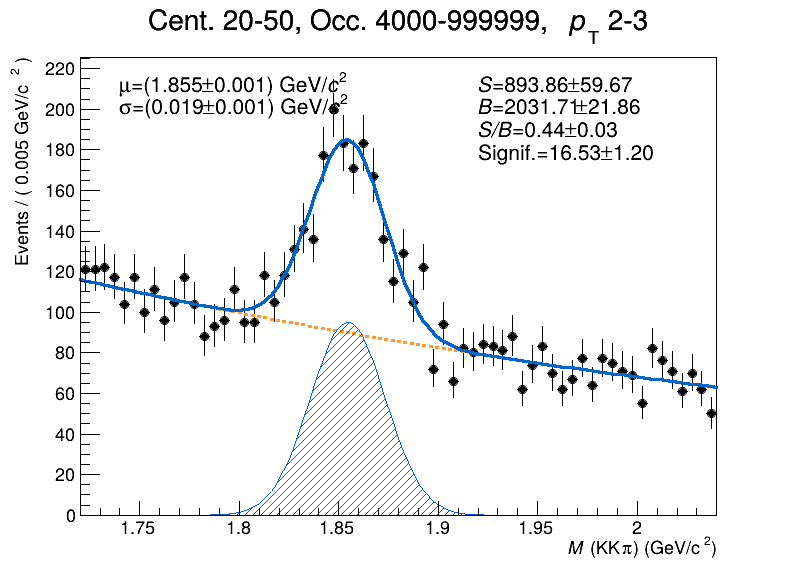 Cent. 20-50, Occ. 4000-999999, pT 2-3
μ=(1.855±0.001) GeV/c2
σ=(0.019±0.001) GeV/c2
S=893.86±59.67
B=2031.71±21.86
S/B=0.44±0.03
Signif.=16.53±1.20
Events / ( 0.005 GeV/c 2 )
220
200
180
160
140
120
100
80
60
40
20
0
1.75 1.8 1.85 1.9 1.95 2
M (KKπ) (GeV/c 2)